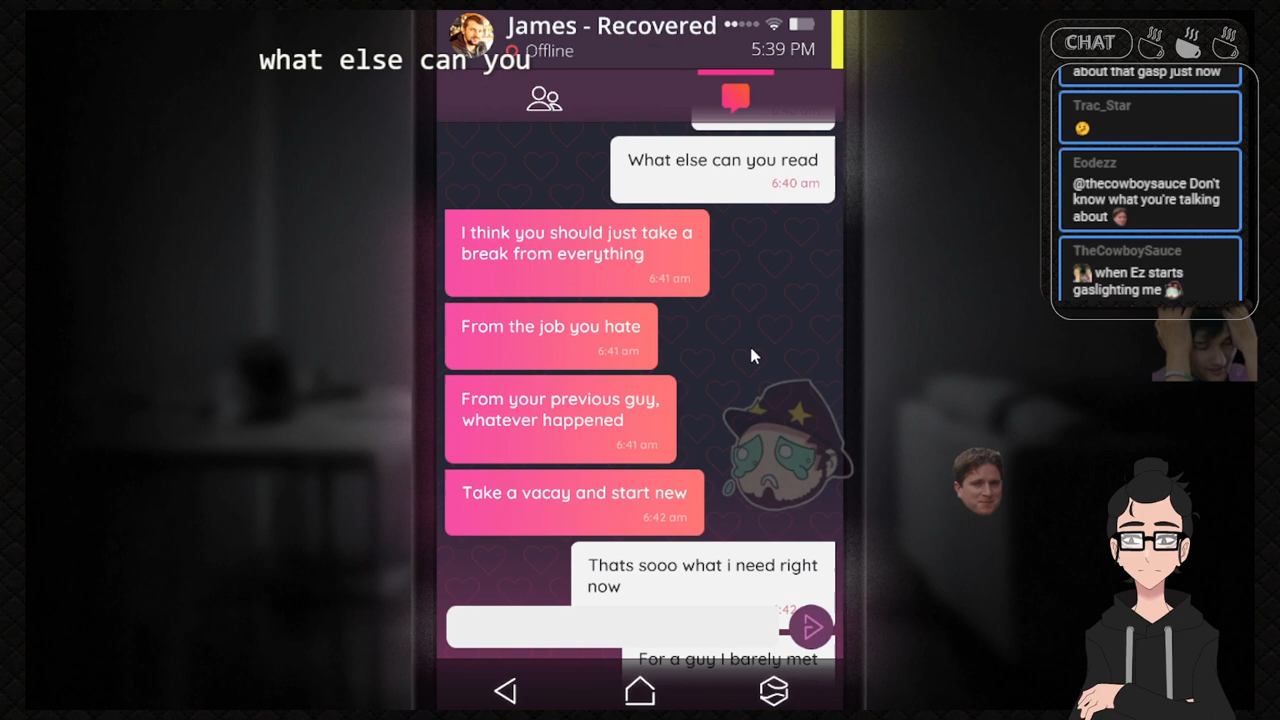 James - Recovered
Offline
5:39 PM
what else can you
What else can you read
6:40 am
I think you should just take a
break from everything
6:41 am
From the job you hate
6:41 am
From your previous guy,
whatever happened
6:41 am
Take a vacay and start new
6:42 am
Thats sooo what i need right
now
:42
For a guy I barely met
CHAT
about that gasp just now
Trac_Star
Eodezz
@thecowboysauce Don't
know what you're talking
about
TheCowboySauce
when Ez starts
gaslighting me